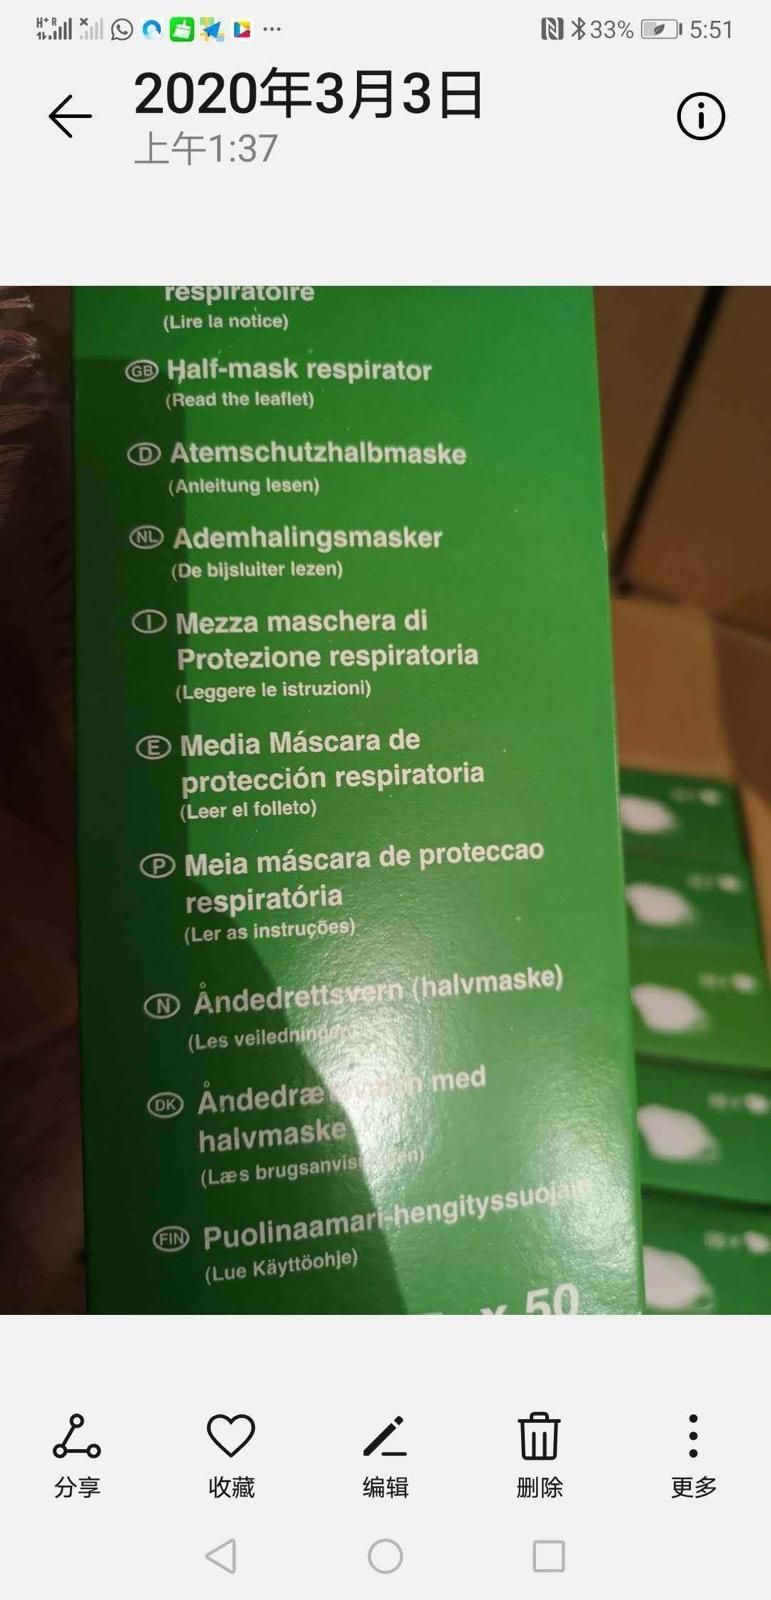 33% 5:51
2020年3月3日
上午1:37
respiratoire
(Lire la notice)
GB Half-mask respirator
(Read the leaflet)
D Atemschutzhalbmaske
(Anleitung lesen)
NL Ademhalingsmasker
(De bijsluiter lezen)
I Mezza maschera di
Protezione respiratoria
(Leggere le istruzioni)
E Media Máscara de
protección respiratoria
(Leer el folleto)
P Meia máscara de proteccao
respiratória
(Ler as instruções)
N Åndedrettsvern (halvmaske)
(Les
DK med
halvmaske
(Læs
FIN
(Lue Käyttöohje)
x 50
分享 收藏 编辑 删除 更多